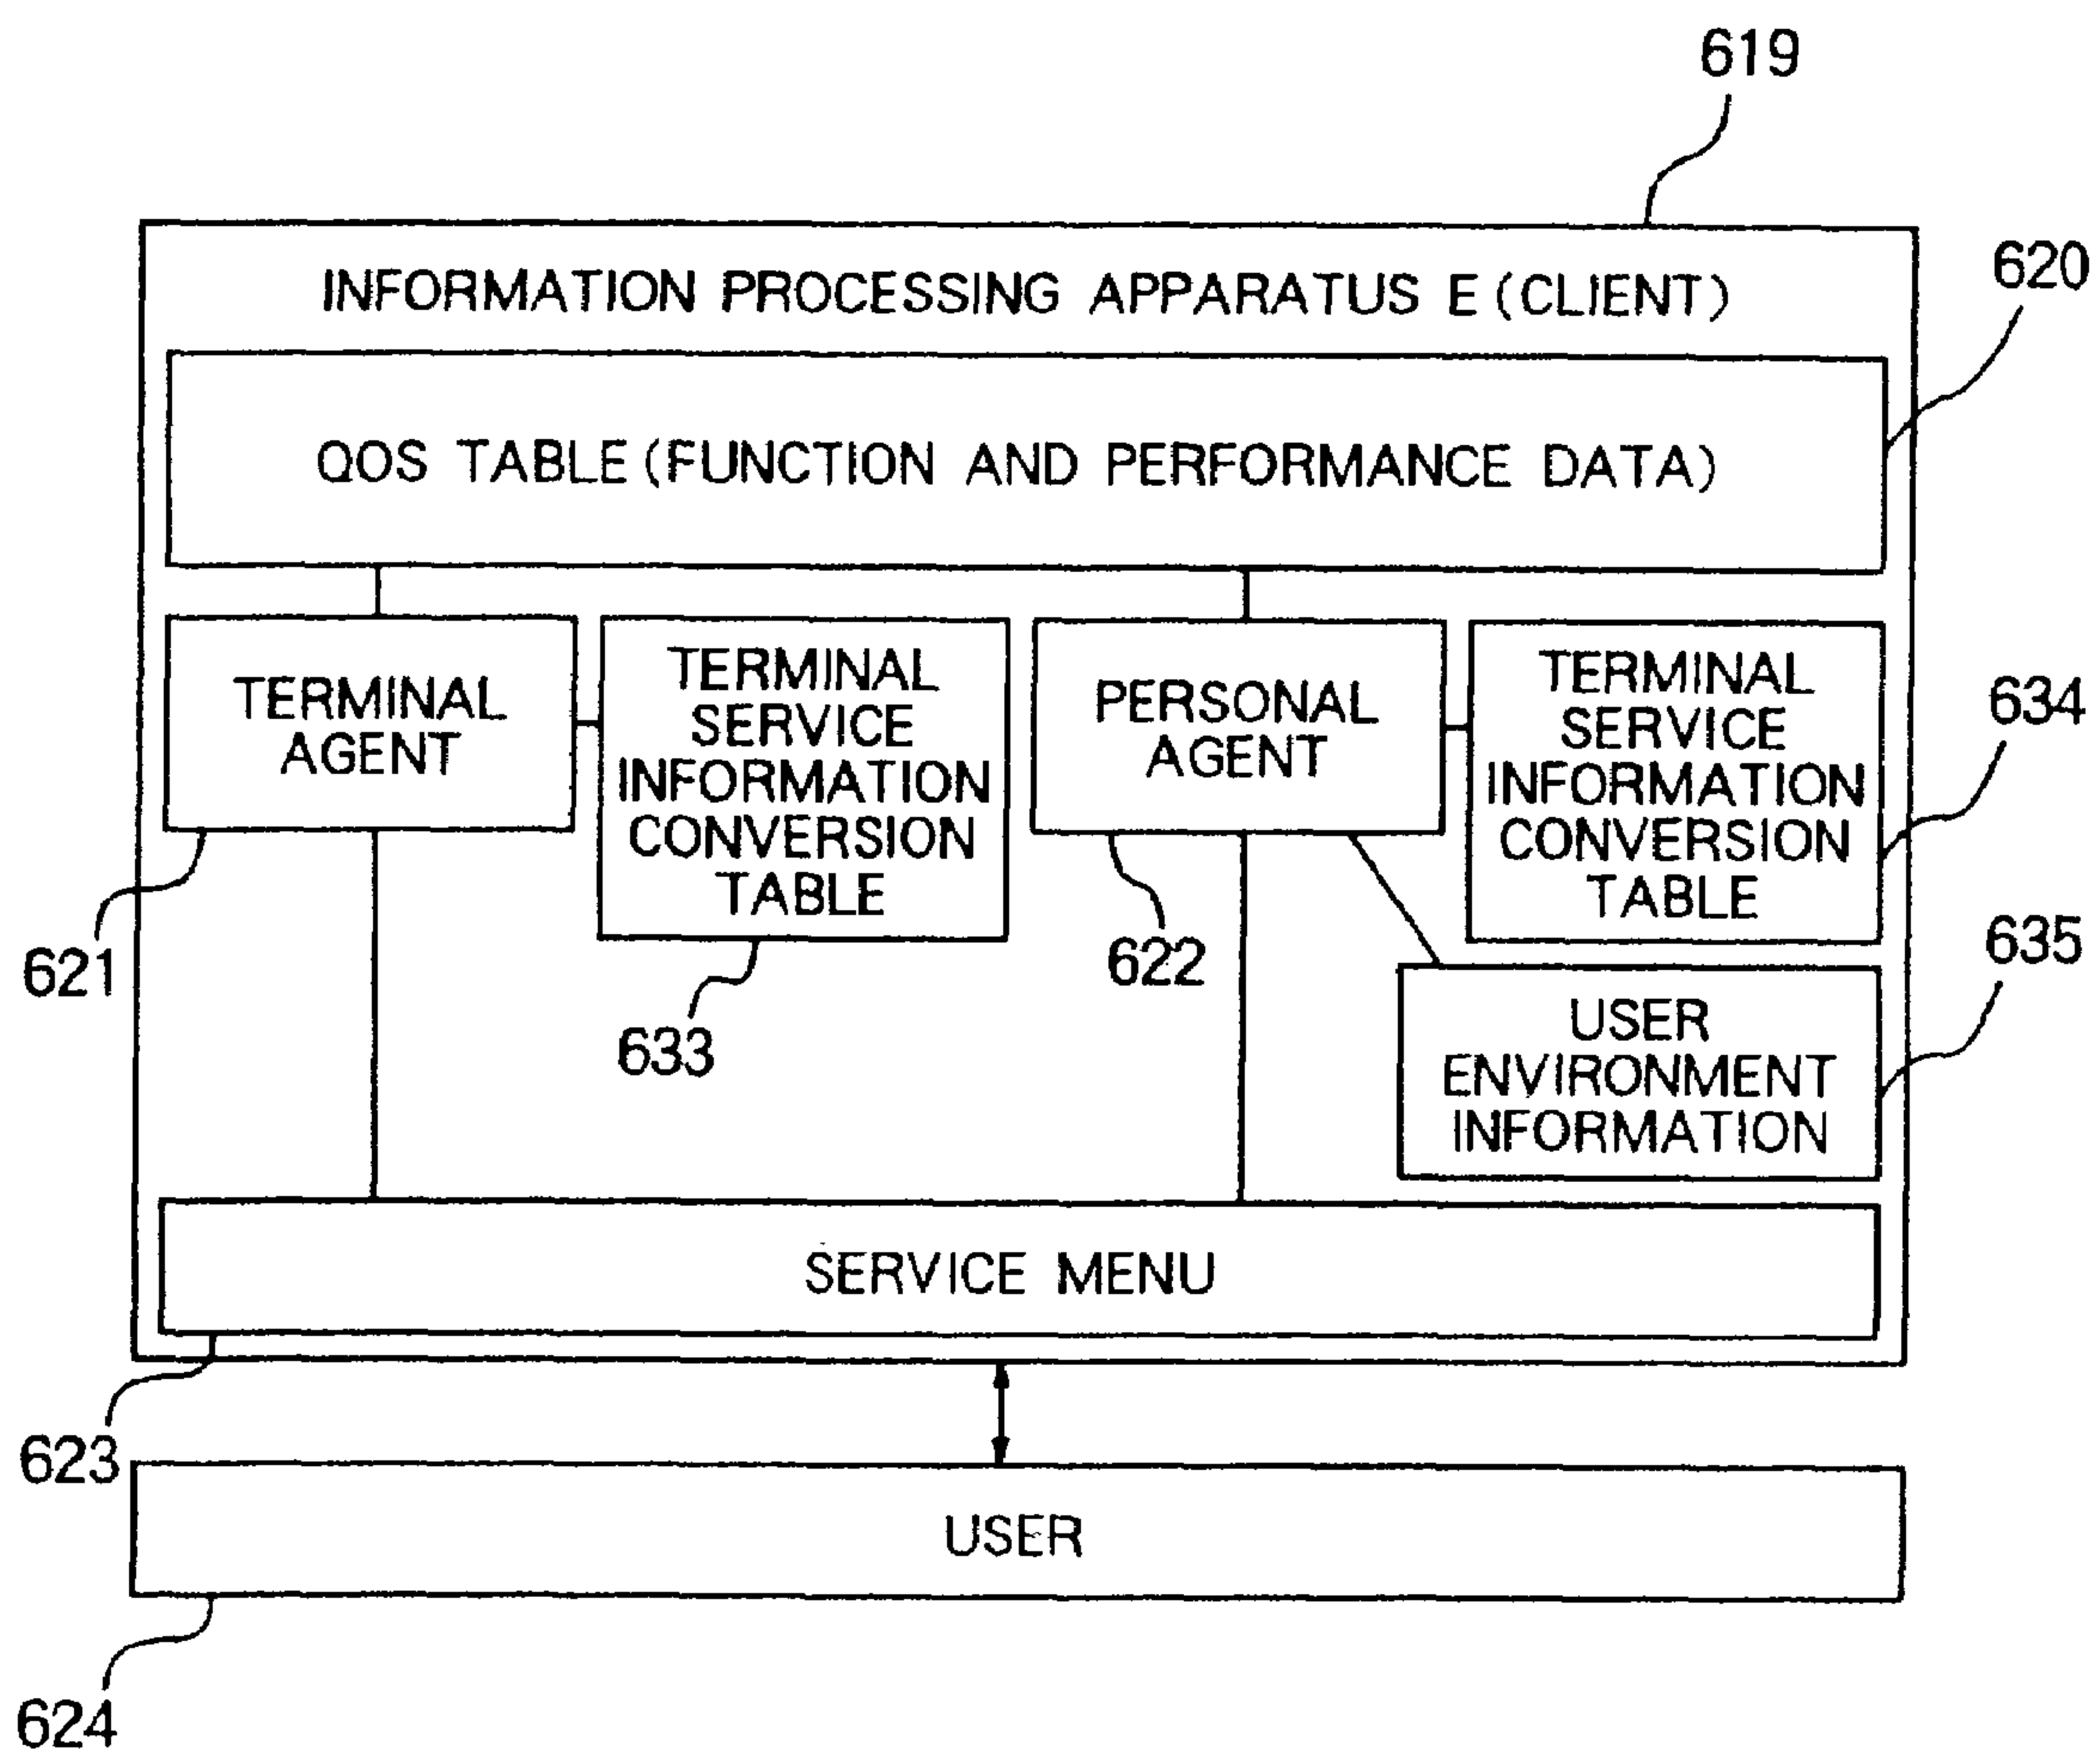 619
INFORMATION PROCESSING APPARATUS E (CLIENT)
620
QOS TABLE (FUNCTION AND PERFORMANCE DATA)
TERMINAL
AGENT
621
TERMINAL
SERVICE
INFORMATION
CONVERSION
TABLE
633
PERSONAL
AGENT
622
TERMINAL
SERVICE
INFORMATION
CONVERSION
TABLE
634
USER
ENVIRONMENT
INFORMATION
635
SERVICE MENU
623
USER
624